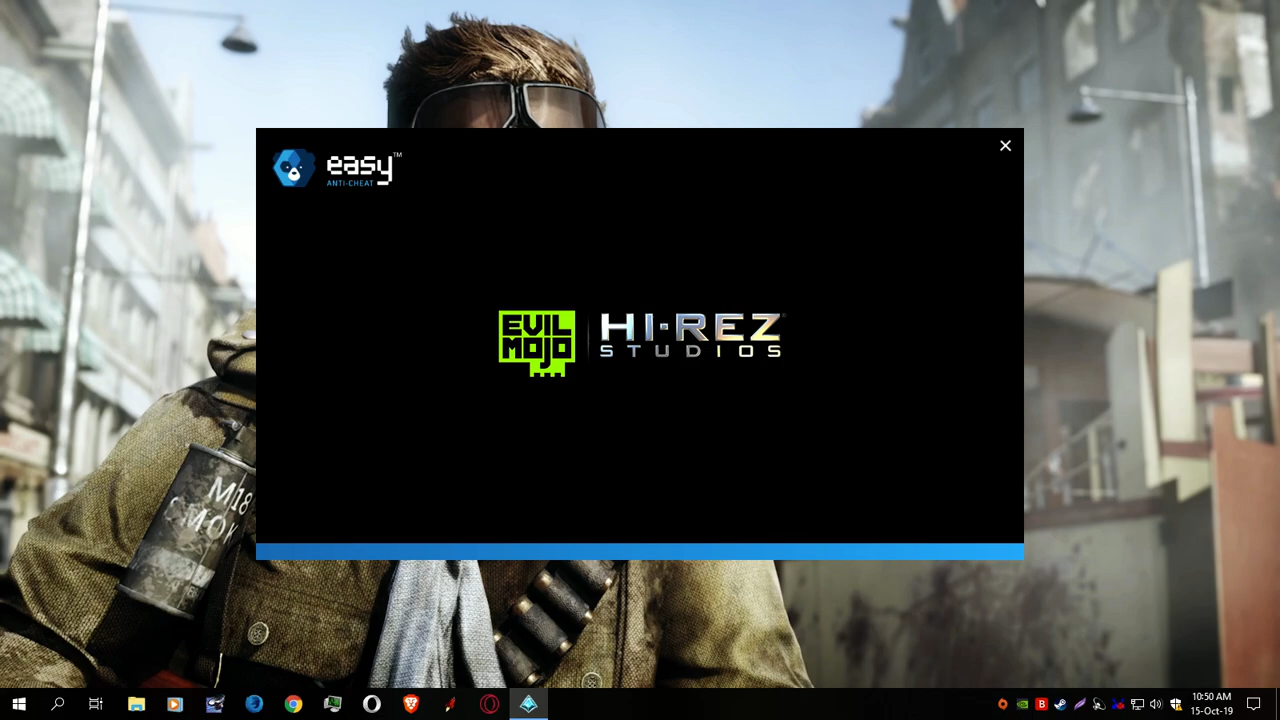 easy™
ANTI-CHEAT
EVIL
MOJO
HI-REZ
STUDIOS
M18
SMOK
10:50 AM
15-Oct-19